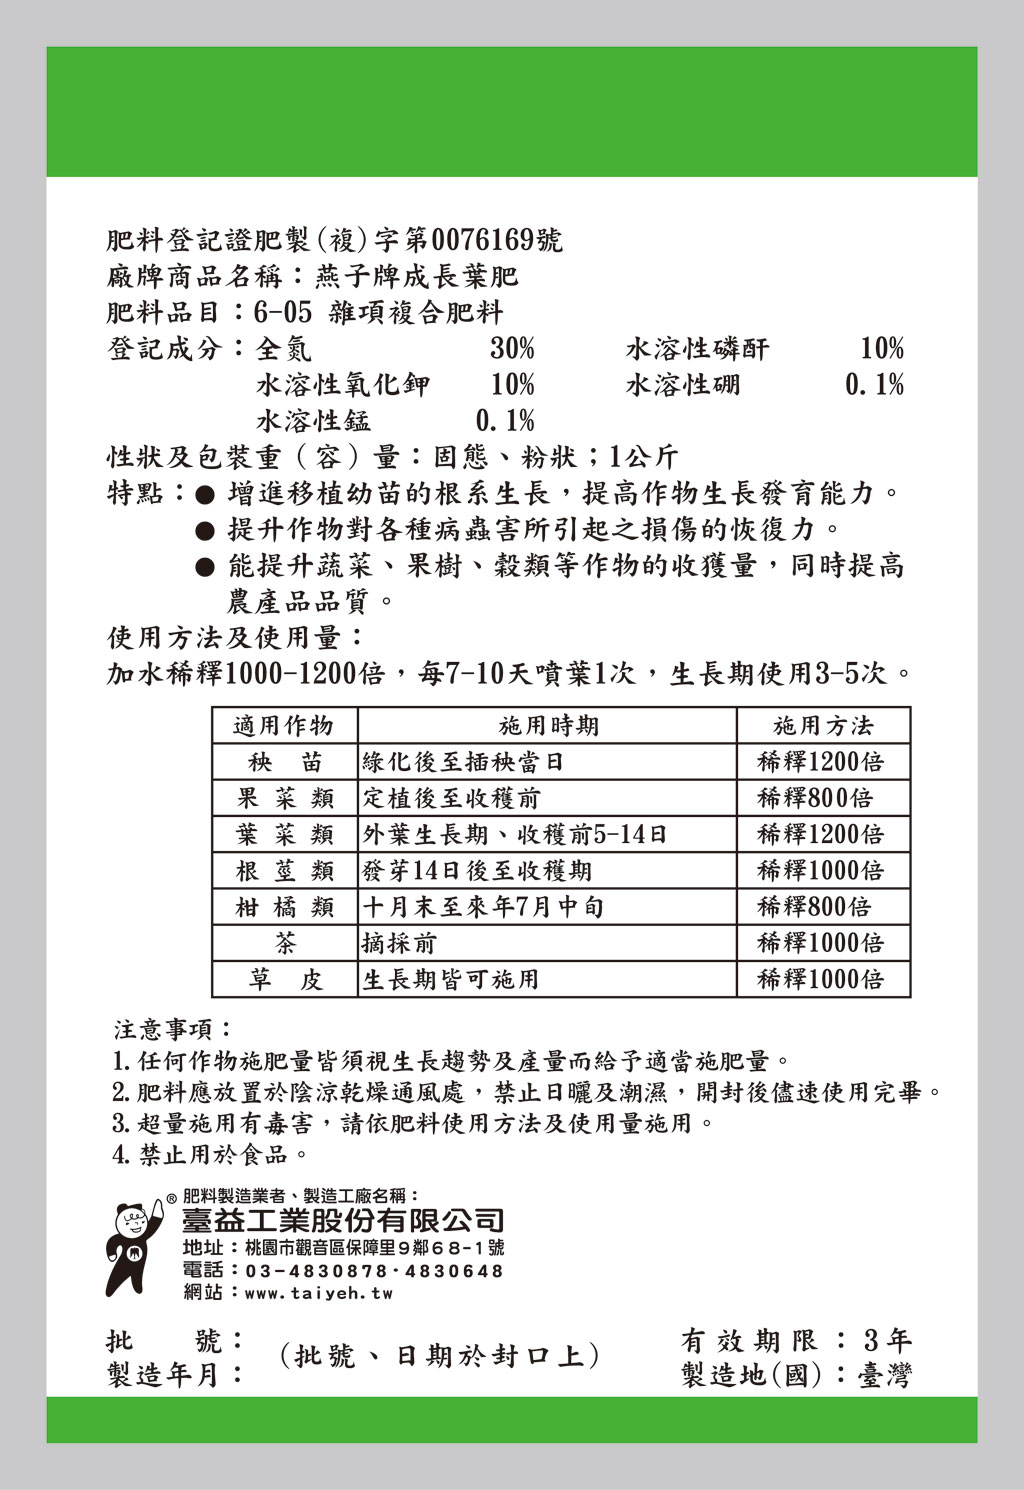 肥料登記證肥製(複)字第0076169號
廠牌商品名稱：燕子牌成長葉肥
肥料品目：6-05 雜項複合肥料
登記成分：全氮 30% 水溶性磷酐 10%
水溶性氧化鉀 10% 水溶性硼 0.1%
水溶性錳 0.1%
性狀及包裝重（容）量：固態、粉狀；1公斤
特點：● 增進移植幼苗的根系生長，提高作物生長發育能力。
● 提升作物對各種病蟲害所引起之損傷的恢復力。
● 能提升蔬菜、果樹、穀類等作物的收獲量，同時提高
農產品品質。
使用方法及使用量：
加水稀釋1000-1200倍，每7-10天噴葉1次，生長期使用3-5次。
適用作物 施用時期 施用方法
秧 苗 綠化後至插秧當日 稀釋1200倍
果菜類 定植後至收穫前 稀釋800倍
葉菜類 外葉生長期、收穫前5-14日 稀釋1200倍
根莖類 發芽14日後至收穫期 稀釋1000倍
柑橘類 十月末至來年7月中旬 稀釋800倍
茶 摘採前 稀釋1000倍
草 皮 生長期皆可施用 稀釋1000倍
注意事項：
1. 任何作物施肥量皆須視生長趨勢及產量而給予適當施肥量。
2. 肥料應放置於陰涼乾燥通風處，禁止日曬及潮濕，開封後儘速使用完畢。
3. 超量施用有毒害，請依肥料使用方法及使用量施用。
4. 禁止用於食品。
® 肥料製造業者、製造工廠名稱：
臺益工業股份有限公司
地址：桃園市觀音區保障里9鄰68-1號
電話：03-4830878·4830648
網站：www.taiyeh.tw
批 號：
製造年月：
(批號、日期於封口上)
有效期限：3年
製造地(國)：臺灣